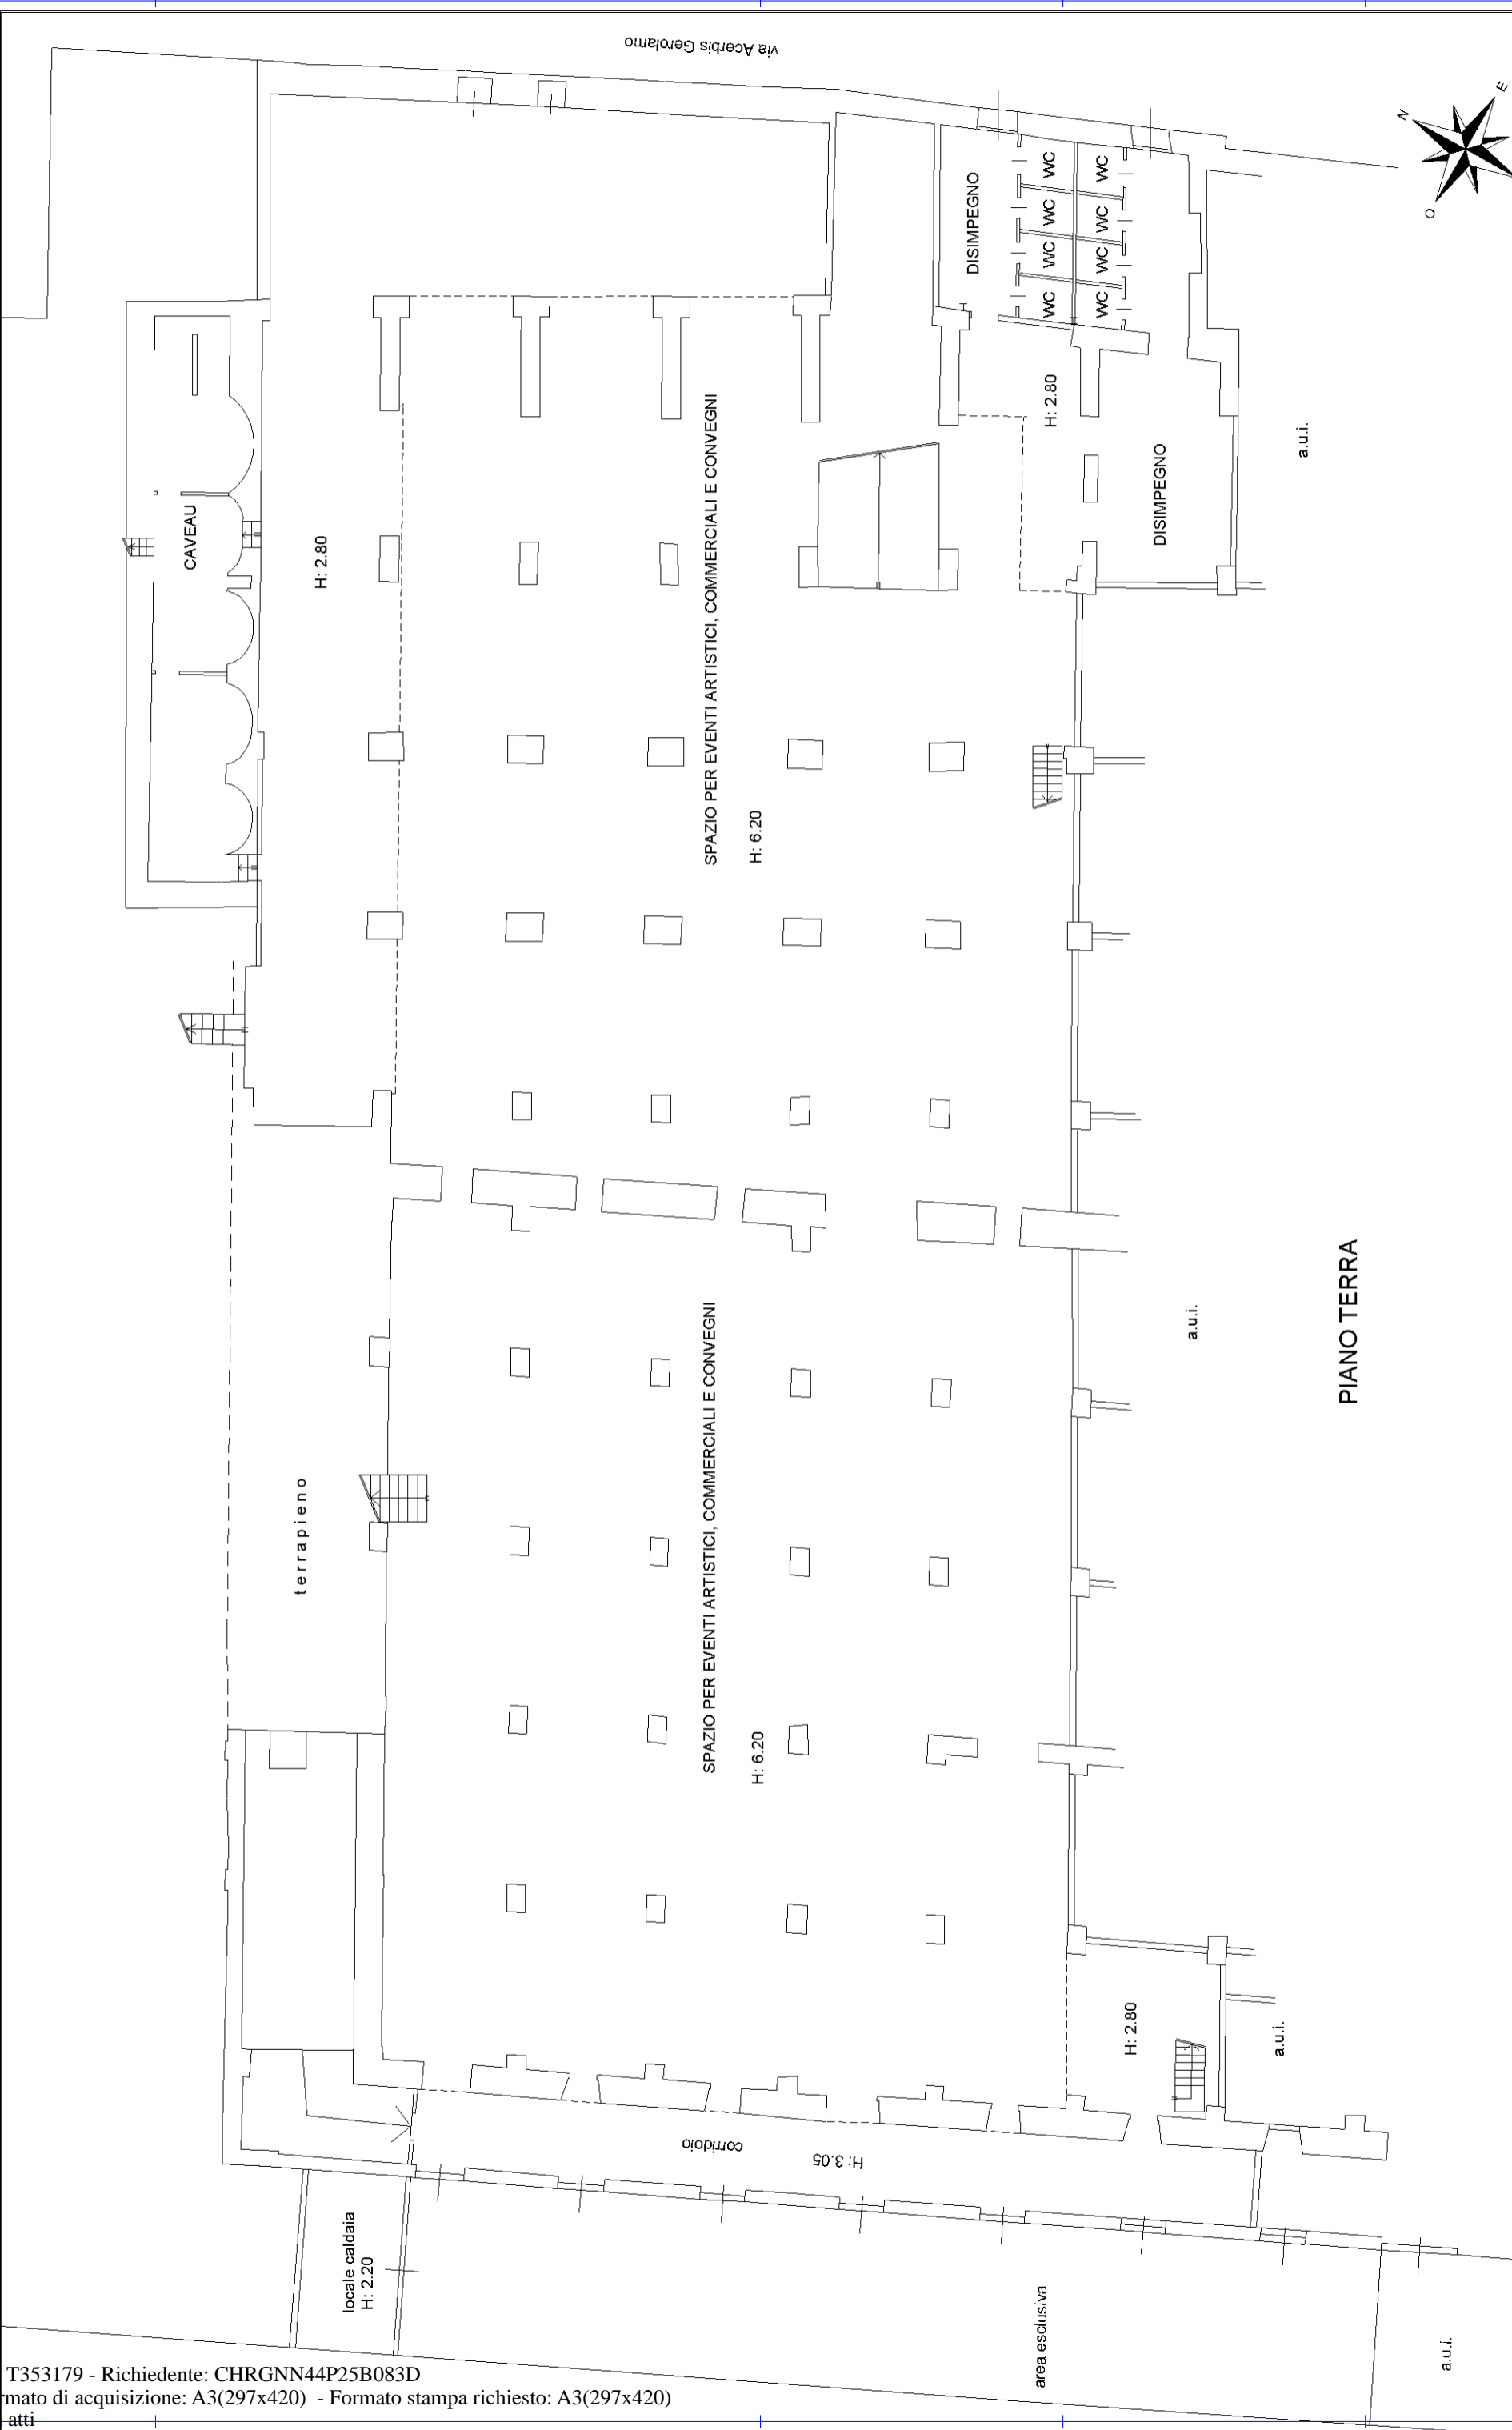 via Acerbis Gerolamo
N
E
O
DISIMPEGNO
WC
WC
WC
WC
WC
WC
WC
WC
H: 2.80
DISIMPEGNO
a.u.i.
CAVEAU
H: 2.80
SPAZIO PER EVENTI ARTISTICI, COMMERCIALI E CONVEGNI
H: 6.20
terrapieno
SPAZIO PER EVENTI ARTISTICI, COMMERCIALI E CONVEGNI
H: 6.20
a.u.i.
PIANO TERRA
H: 2.80
a.u.i.
corridoio
H: 3.05
locale caldaia
H: 2.20
area esclusiva
a.u.i.
T353179 - Richiedente: CHRGNN44P25B083D
rmato di acquisizione: A3(297x420) - Formato stampa richiesto: A3(297x420)
atti